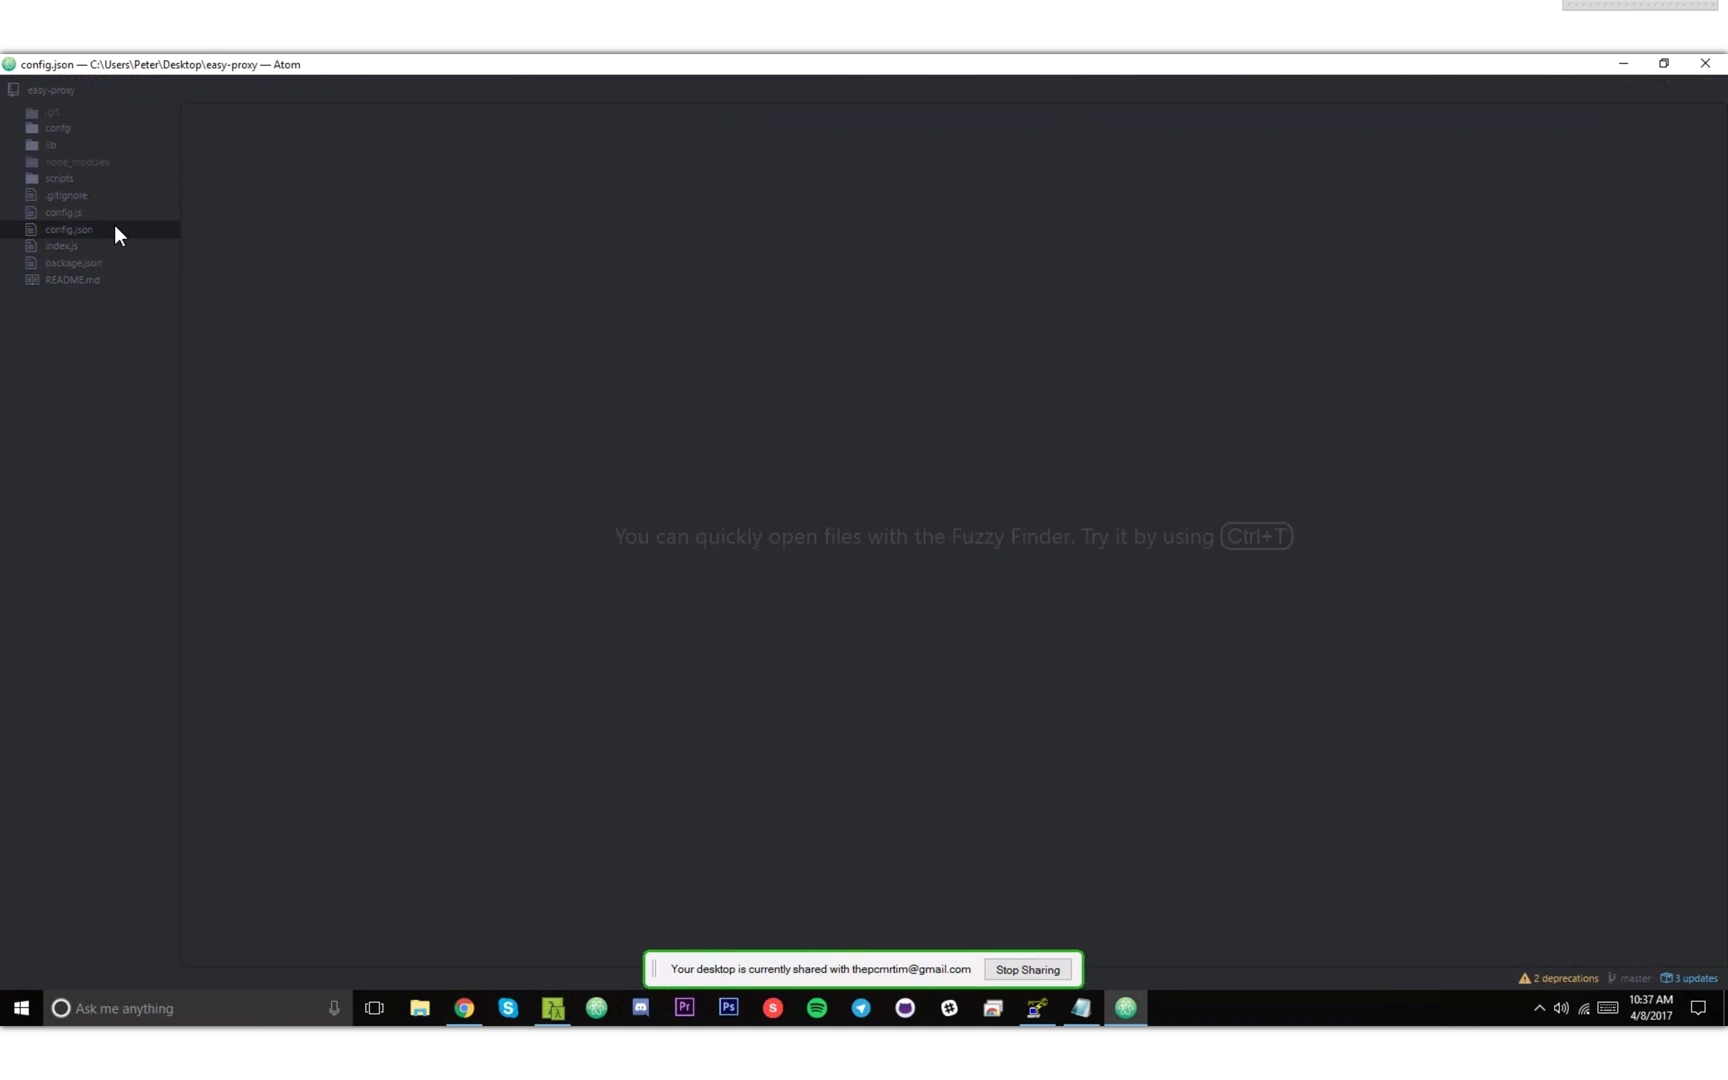 config.json — C:\Users\Peter\Desktop\easy-proxy — Atom
easy-proxy
.git
config
lib
node_modules
scripts
.gitignore
config.js
config.json
index.js
package.json
README.md
You can quickly open files with the Fuzzy Finder. Try it by using Ctrl+T
Your desktop is currently shared with thepcmrtim@gmail.com Stop Sharing
2 deprecations master 3 updates
Ask me anything
Pr
Ps
10:37 AM
4/8/2017